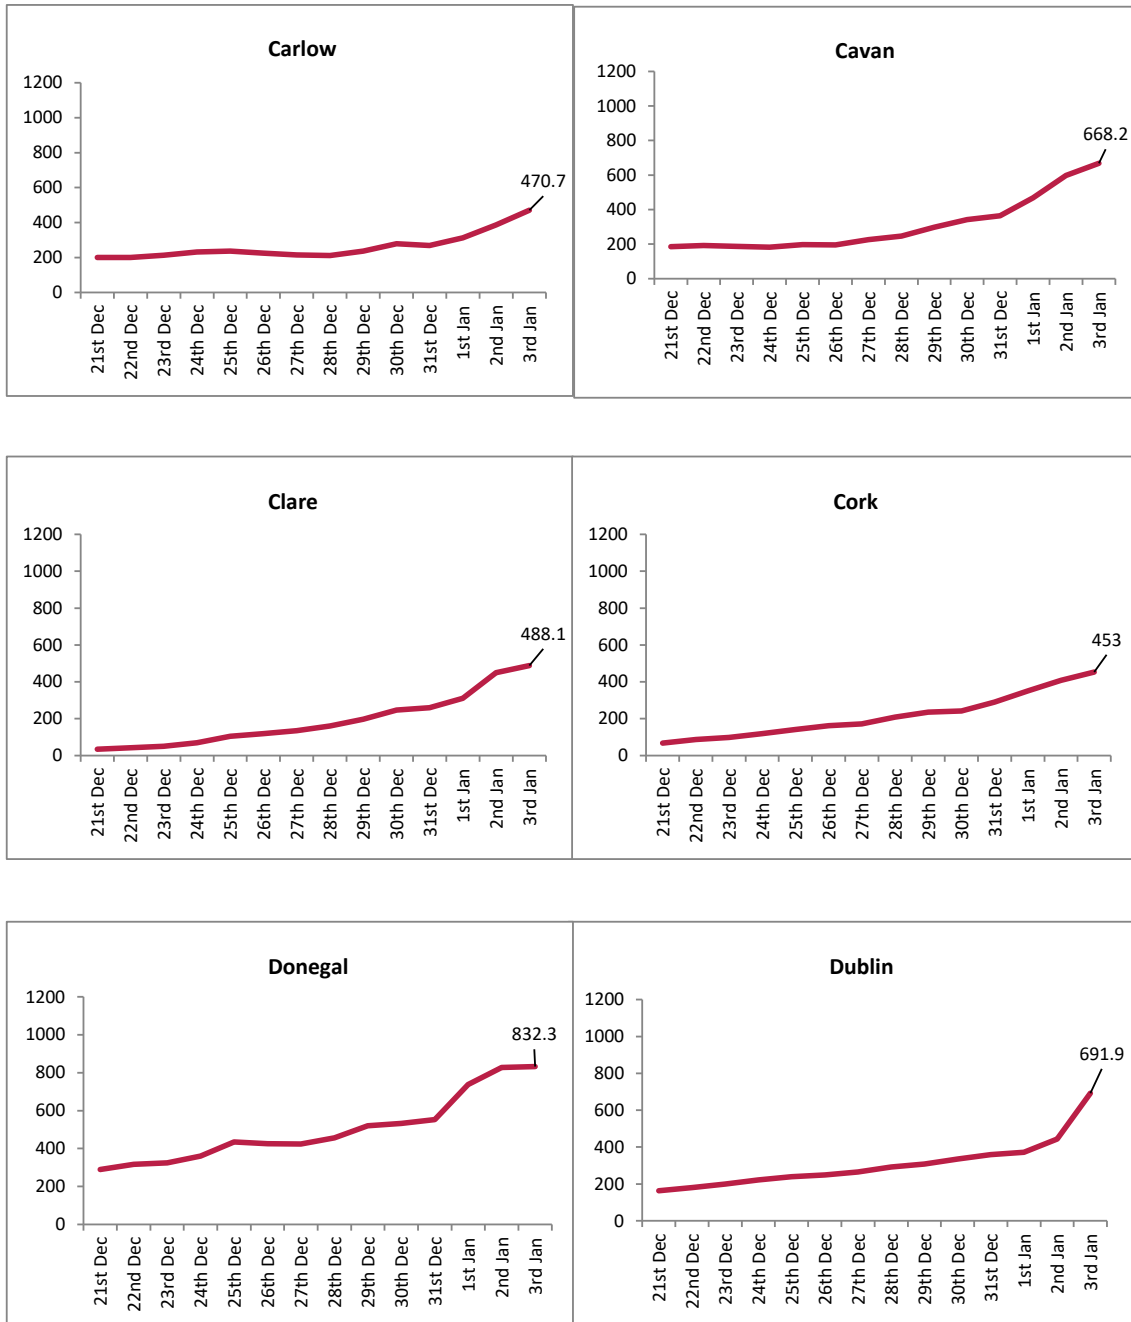 Carlow
1200
1000
800
600
400
200
0
470.7
21st Dec
22nd Dec
23rd Dec
24th Dec
25th Dec
26th Dec
27th Dec
28th Dec
29th Dec
30th Dec
31st Dec
1st Jan
2nd Jan
3rd Jan
Cavan
1200
1000
800
600
400
200
0
668.2
21st Dec
22nd Dec
23rd Dec
24th Dec
25th Dec
26th Dec
27th Dec
28th Dec
29th Dec
30th Dec
31st Dec
1st Jan
2nd Jan
3rd Jan
Clare
1200
1000
800
600
400
200
0
488.1
21st Dec
22nd Dec
23rd Dec
24th Dec
25th Dec
26th Dec
27th Dec
28th Dec
29th Dec
30th Dec
31st Dec
1st Jan
2nd Jan
3rd Jan
Cork
1200
1000
800
600
400
200
0
453
21st Dec
22nd Dec
23rd Dec
24th Dec
25th Dec
26th Dec
27th Dec
28th Dec
29th Dec
30th Dec
31st Dec
1st Jan
2nd Jan
3rd Jan
Donegal
1200
1000
800
600
400
200
0
832.3
21st Dec
22nd Dec
23rd Dec
24th Dec
25th Dec
26th Dec
27th Dec
28th Dec
29th Dec
30th Dec
31st Dec
1st Jan
2nd Jan
3rd Jan
Dublin
1200
1000
800
600
400
200
0
691.9
21st Dec
22nd Dec
23rd Dec
24th Dec
25th Dec
26th Dec
27th Dec
28th Dec
29th Dec
30th Dec
31st Dec
1st Jan
2nd Jan
3rd Jan